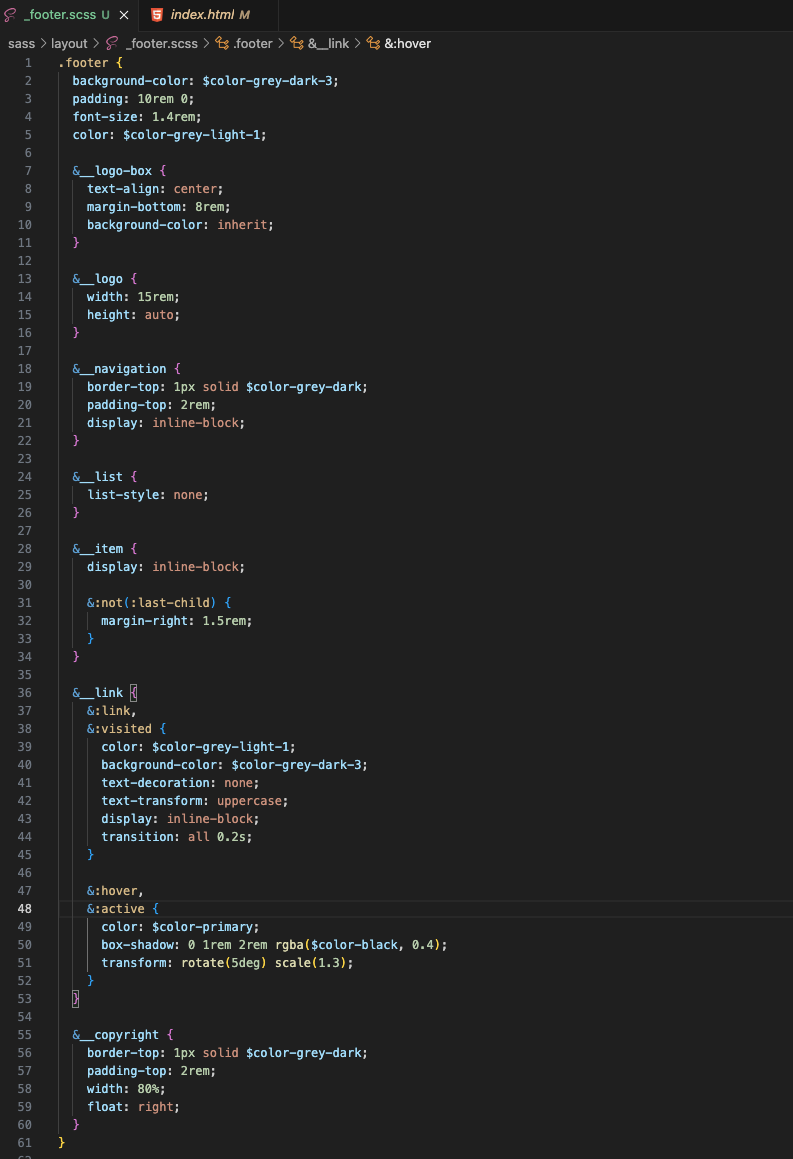 _footer.scss U × index.html M
sass > layout > _footer.scss > .footer > &__link > &:hover
1 .footer {
2 background-color: $color-grey-dark-3;
3 padding: 10rem 0;
4 font-size: 1.4rem;
5 color: $color-grey-light-1;
6
7 &__logo-box {
8 text-align: center;
9 margin-bottom: 8rem;
10 background-color: inherit;
11 }
12
13 &__logo {
14 width: 15rem;
15 height: auto;
16 }
17
18 &__navigation {
19 border-top: 1px solid $color-grey-dark;
20 padding-top: 2rem;
21 display: inline-block;
22 }
23
24 &__list {
25 list-style: none;
26 }
27
28 &__item {
29 display: inline-block;
30
31 &:not(:last-child) {
32 margin-right: 1.5rem;
33 }
34 }
35
36 &__link {
37 &:link,
38 &:visited {
39 color: $color-grey-light-1;
40 background-color: $color-grey-dark-3;
41 text-decoration: none;
42 text-transform: uppercase;
43 display: inline-block;
44 transition: all 0.2s;
45 }
46
47 &:hover,
48 &:active {
49 color: $color-primary;
50 box-shadow: 0 1rem 2rem rgba($color-black, 0.4);
51 transform: rotate(5deg) scale(1.3);
52 }
53 }
54
55 &__copyright {
56 border-top: 1px solid $color-grey-dark;
57 padding-top: 2rem;
58 width: 80%;
59 float: right;
60 }
61 }